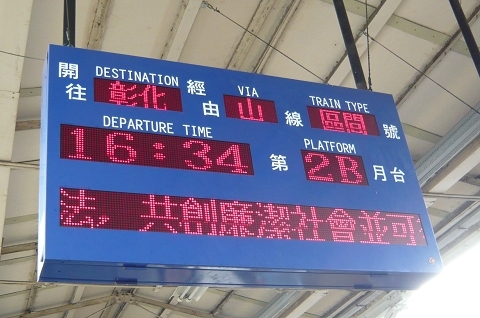 DESTINATION VIA TRAIN TYPE
開往 彰化 經由 山 線 區間 號
DEPARTURE TIME PLATFORM
16:34 第 2B 月台
法, 共創廉潔社會並可